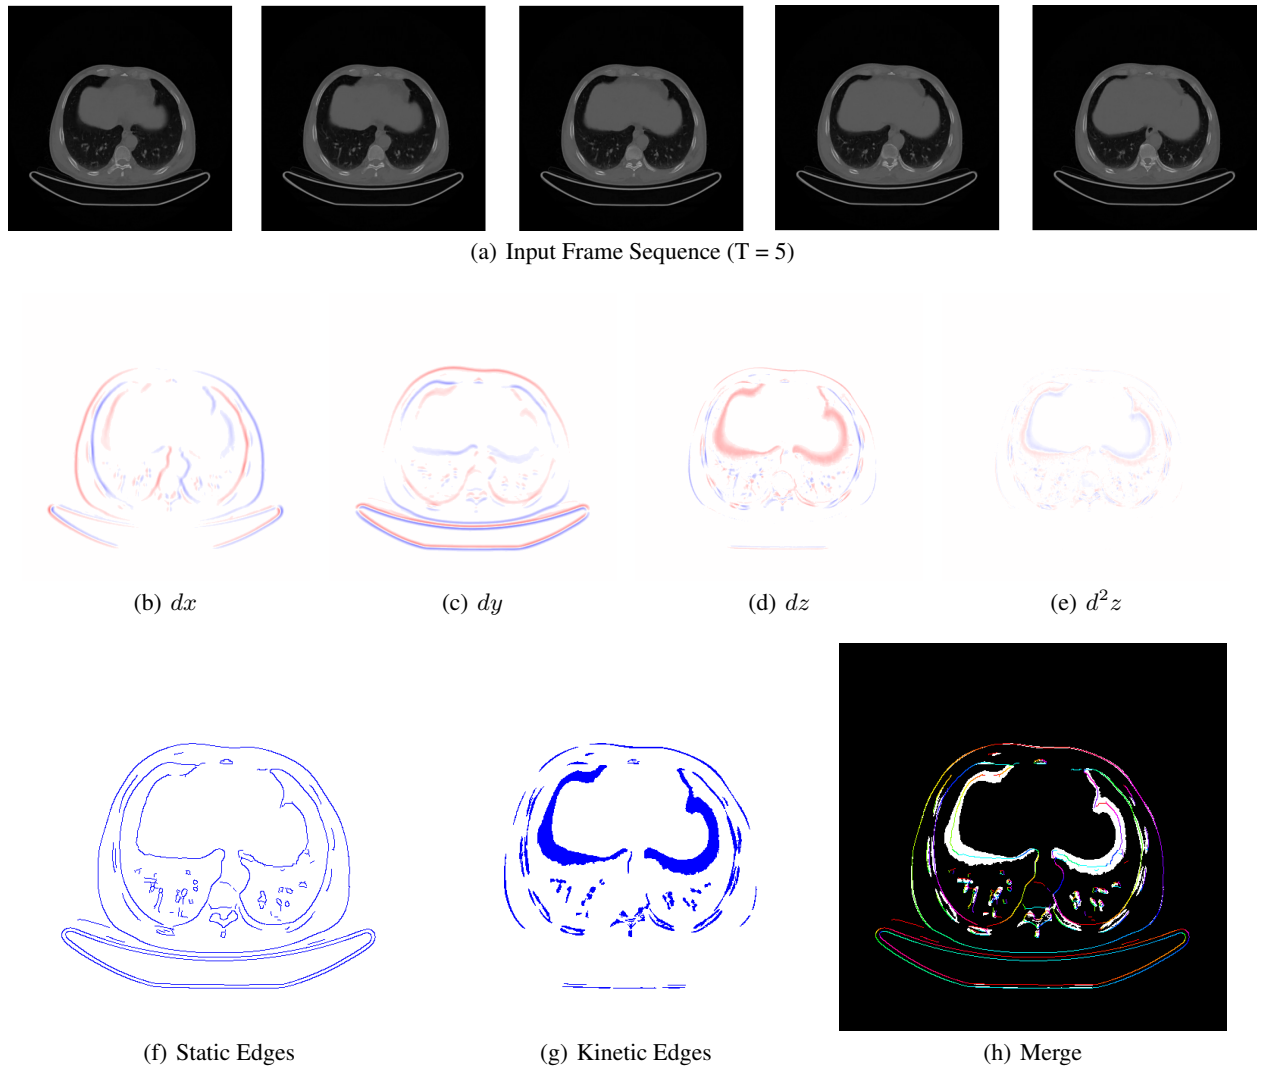 (a) Input Frame Sequence (T = 5)
(b) dx
(c) dy
(d) dz
(e) d²z
(f) Static Edges
(g) Kinetic Edges
(h) Merge